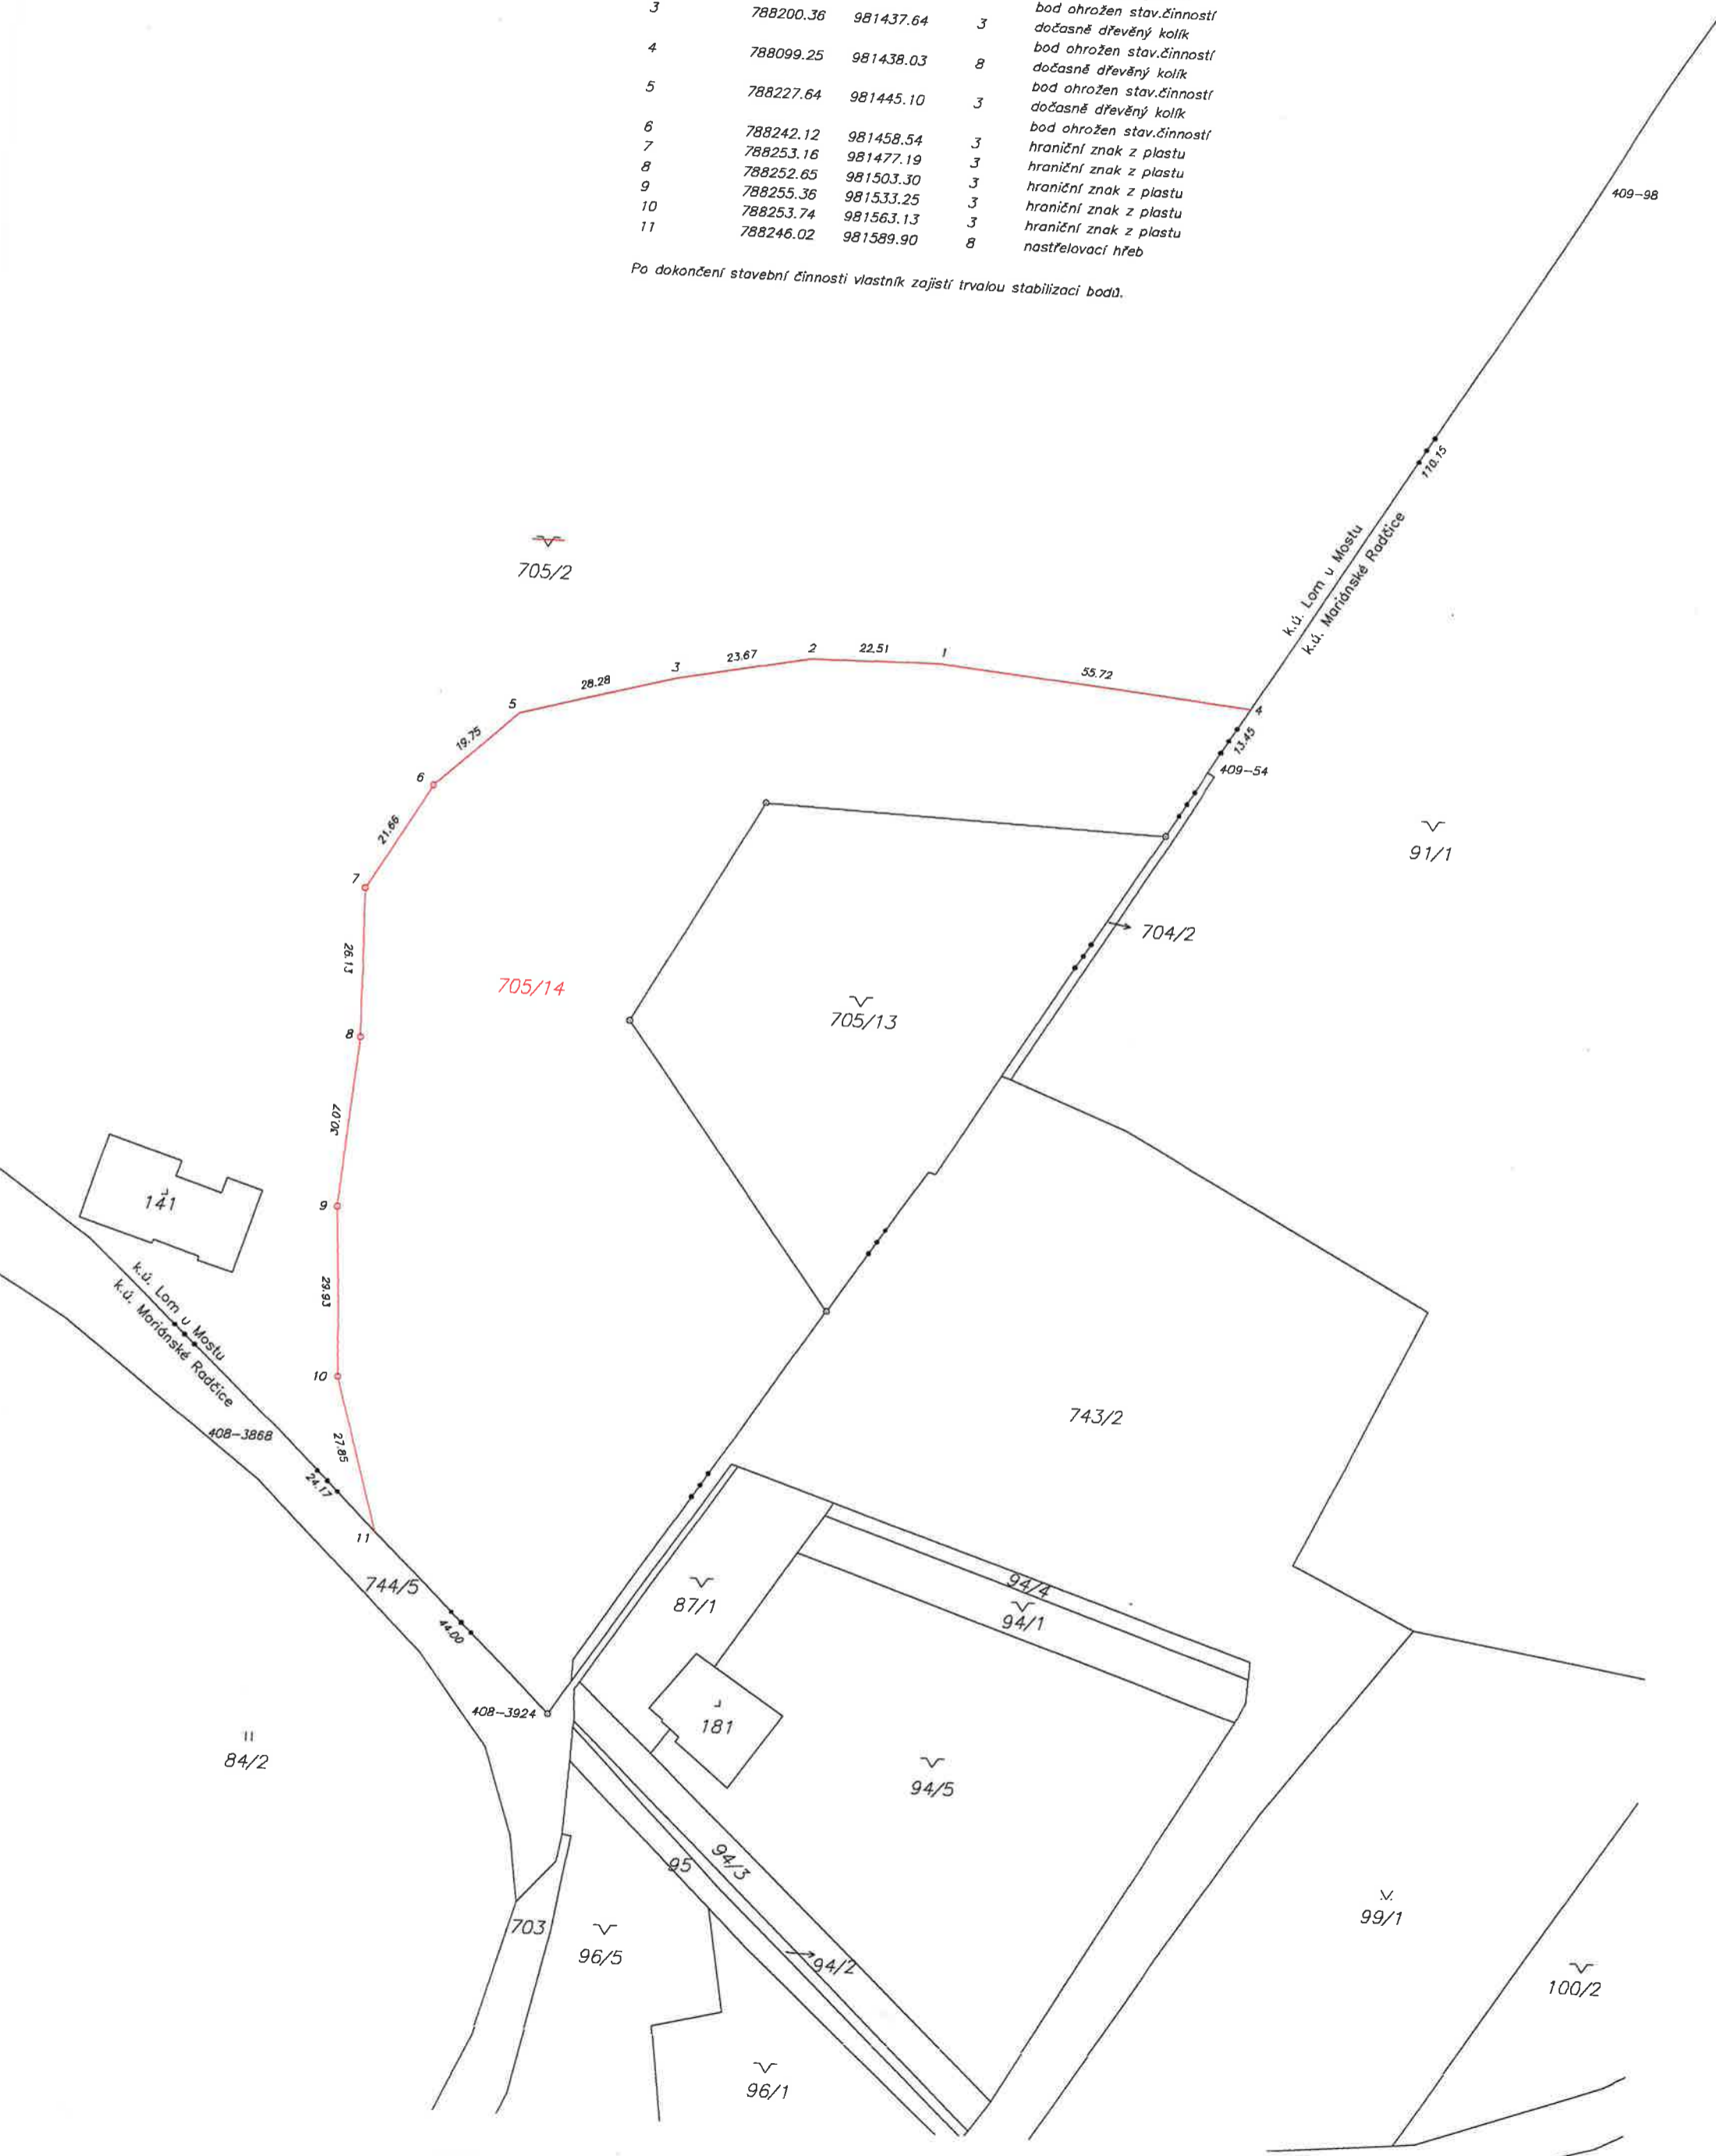 bod ohrožen stav.činností
3 788200.36 981437.64 3 dočasně dřevěný kolík
bod ohrožen stav.činností
4 788099.25 981438.03 8 dočasně dřevěný kolík
bod ohrožen stav.činností
5 788227.64 981445.10 3 dočasně dřevěný kolík
bod ohrožen stav.činností
6 788242.12 981458.54 3 hraniční znak z plastu
7 788253.16 981477.19 3 hraniční znak z plastu
8 788252.65 981503.30 3 hraniční znak z plastu
9 788255.36 981533.25 3 hraniční znak z plastu
10 788253.74 981563.13 3 hraniční znak z plastu
11 788246.02 981589.90 8 nastřelovací hřeb
Po dokončení stavební činnosti vlastník zajistí trvalou stabilizaci bodů.
409-98
110.15
k.ú. Lom u Mostu
k.ú. Mariánské Radčice
705/2
2
22.51
1
23.67
3
55.72
28.28
5
4
19.75
13.45
6
409-54
21.66
91/1
7
26.13
704/2
705/14
705/13
8
30.07
141
9
k.ú. Lom u Mostu
k.ú. Mariánské Radčice
29.93
10
743/2
408-3868
27.85
24.17
11
744/5
94/4
87/1
94/1
44.00
408-3924
181
84/2
94/5
94/3
95
99/1
703
96/5
94/2
100/2
96/1